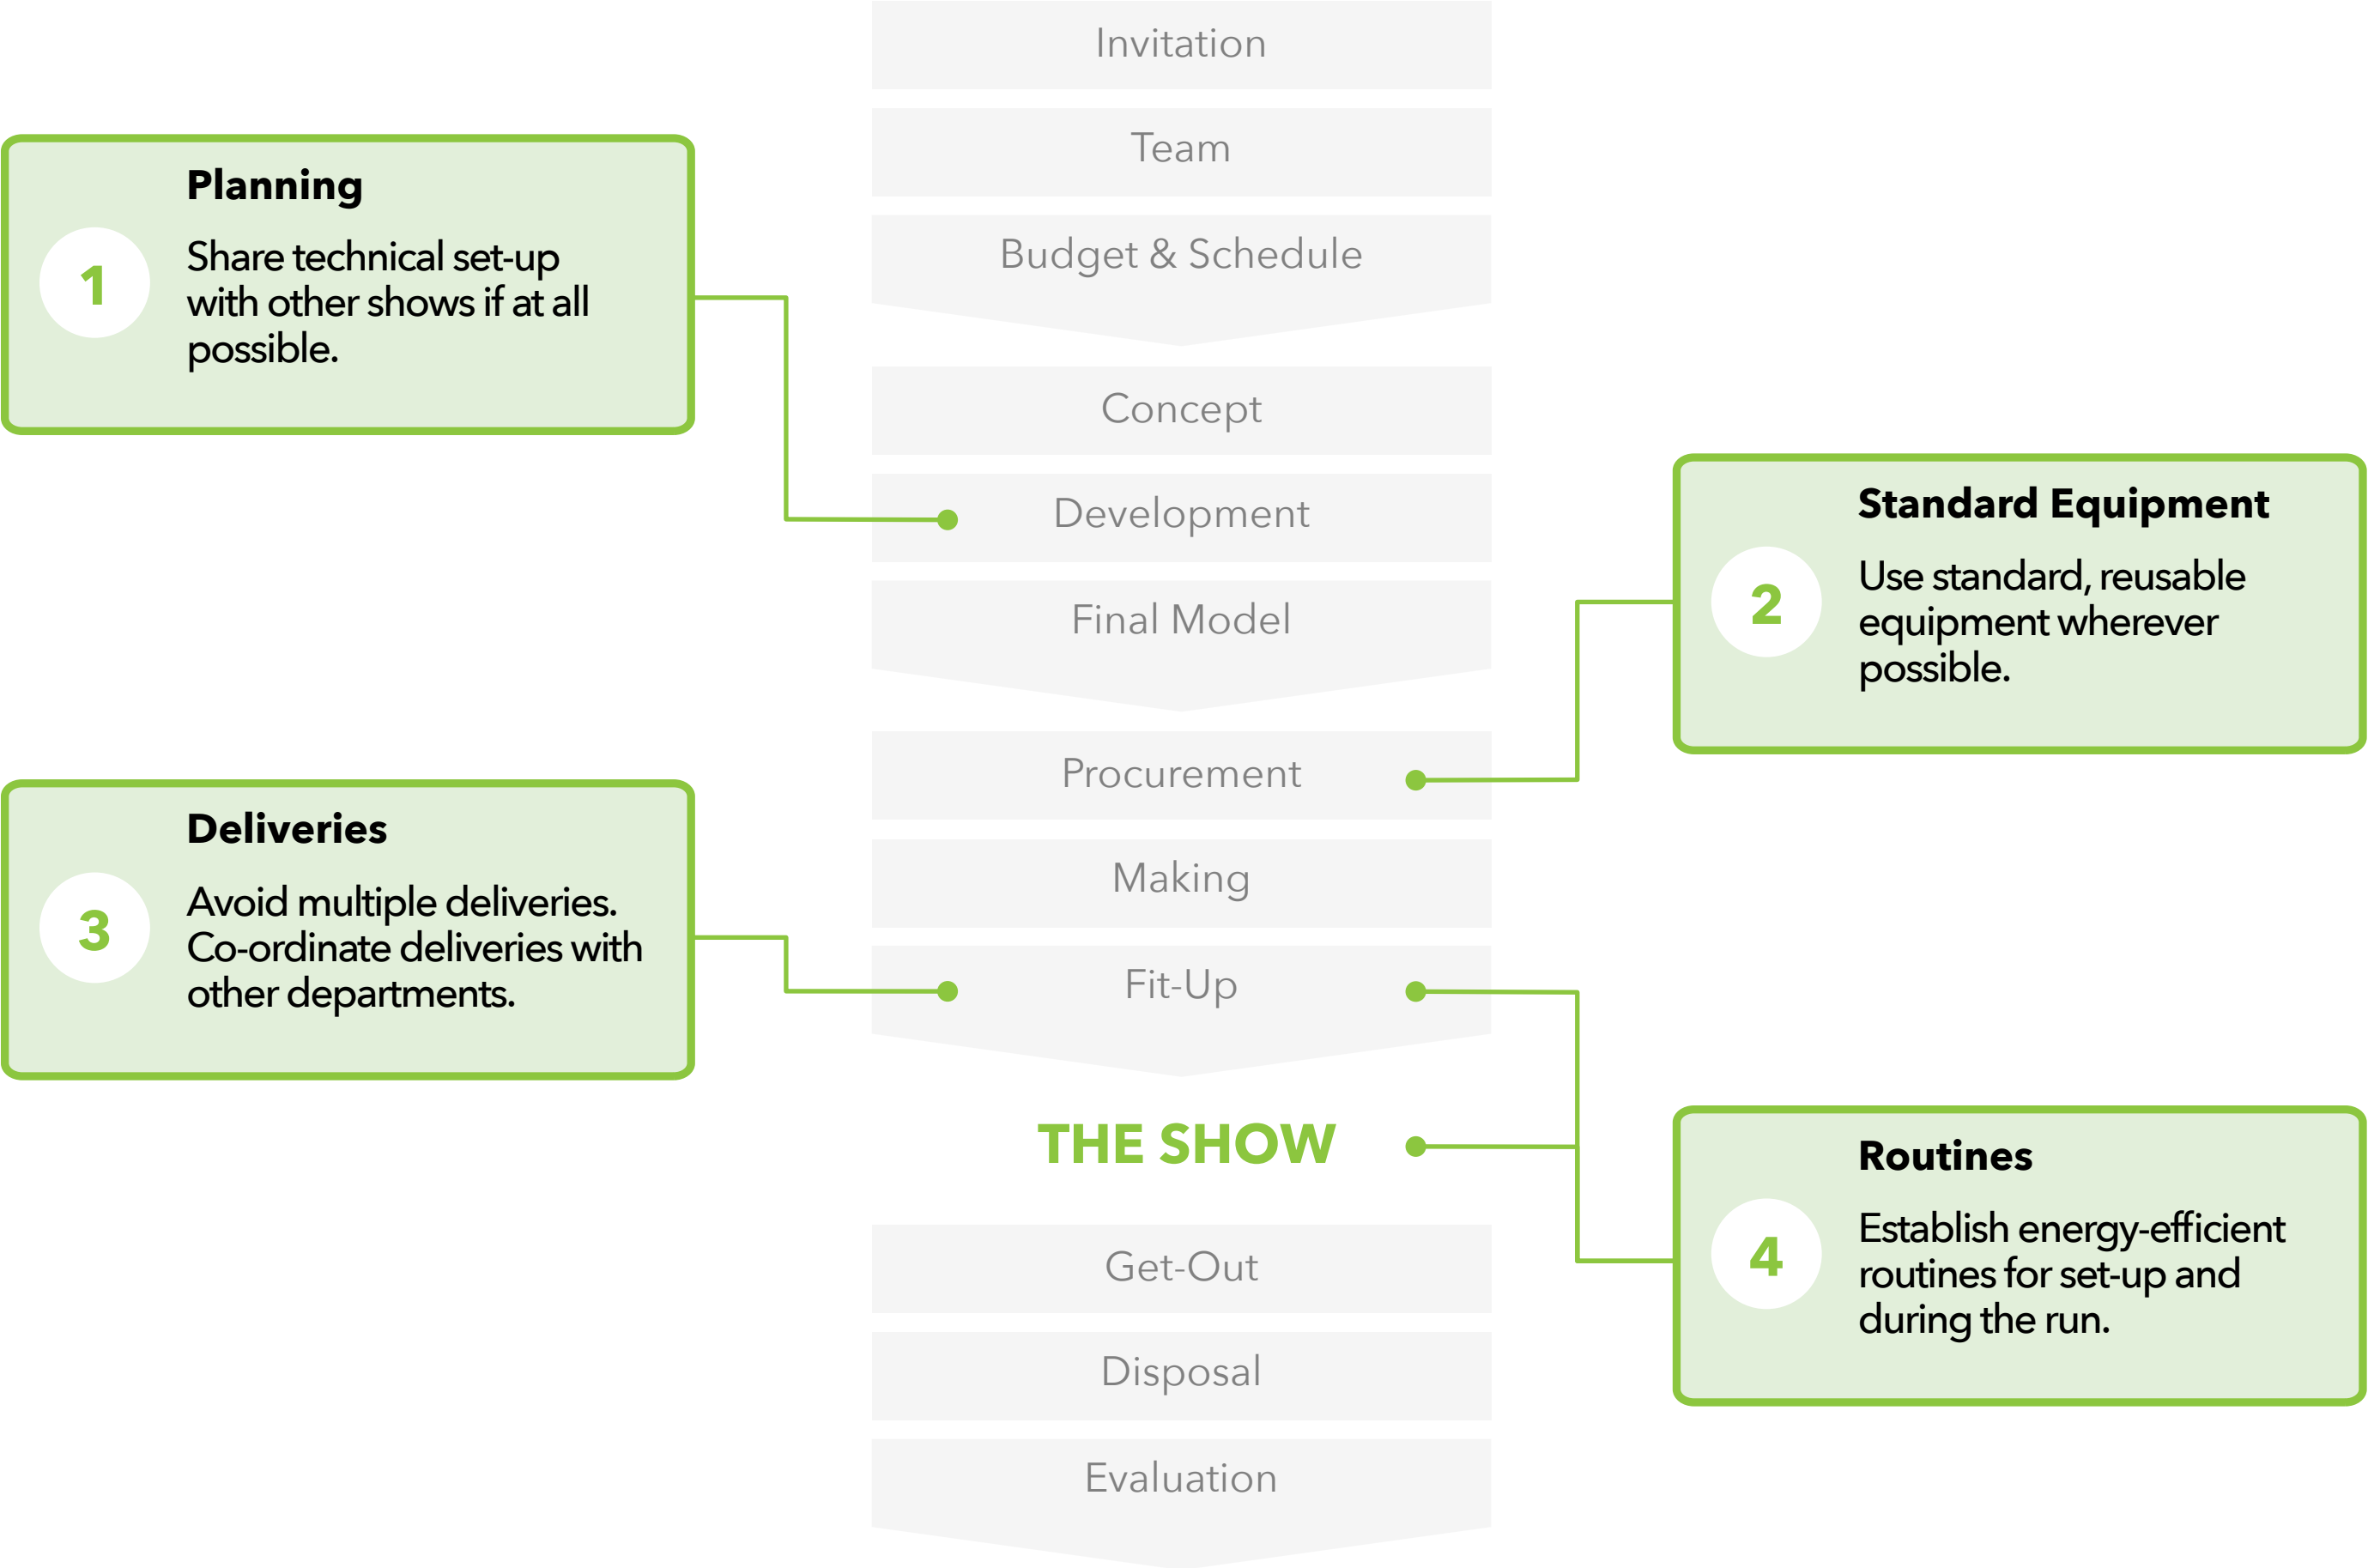 Invitation
Team
Budget & Schedule
Concept
Development
Final Model
Procurement
Making
Fit-Up
THE SHOW
Get-Out
Disposal
Evaluation
1
Planning
Share technical set-up
with other shows if at all
possible.
2
Standard Equipment
Use standard, reusable
equipment wherever
possible.
3
Deliveries
Avoid multiple deliveries.
Co-ordinate deliveries with
other departments.
4
Routines
Establish energy-efficient
routines for set-up and
during the run.